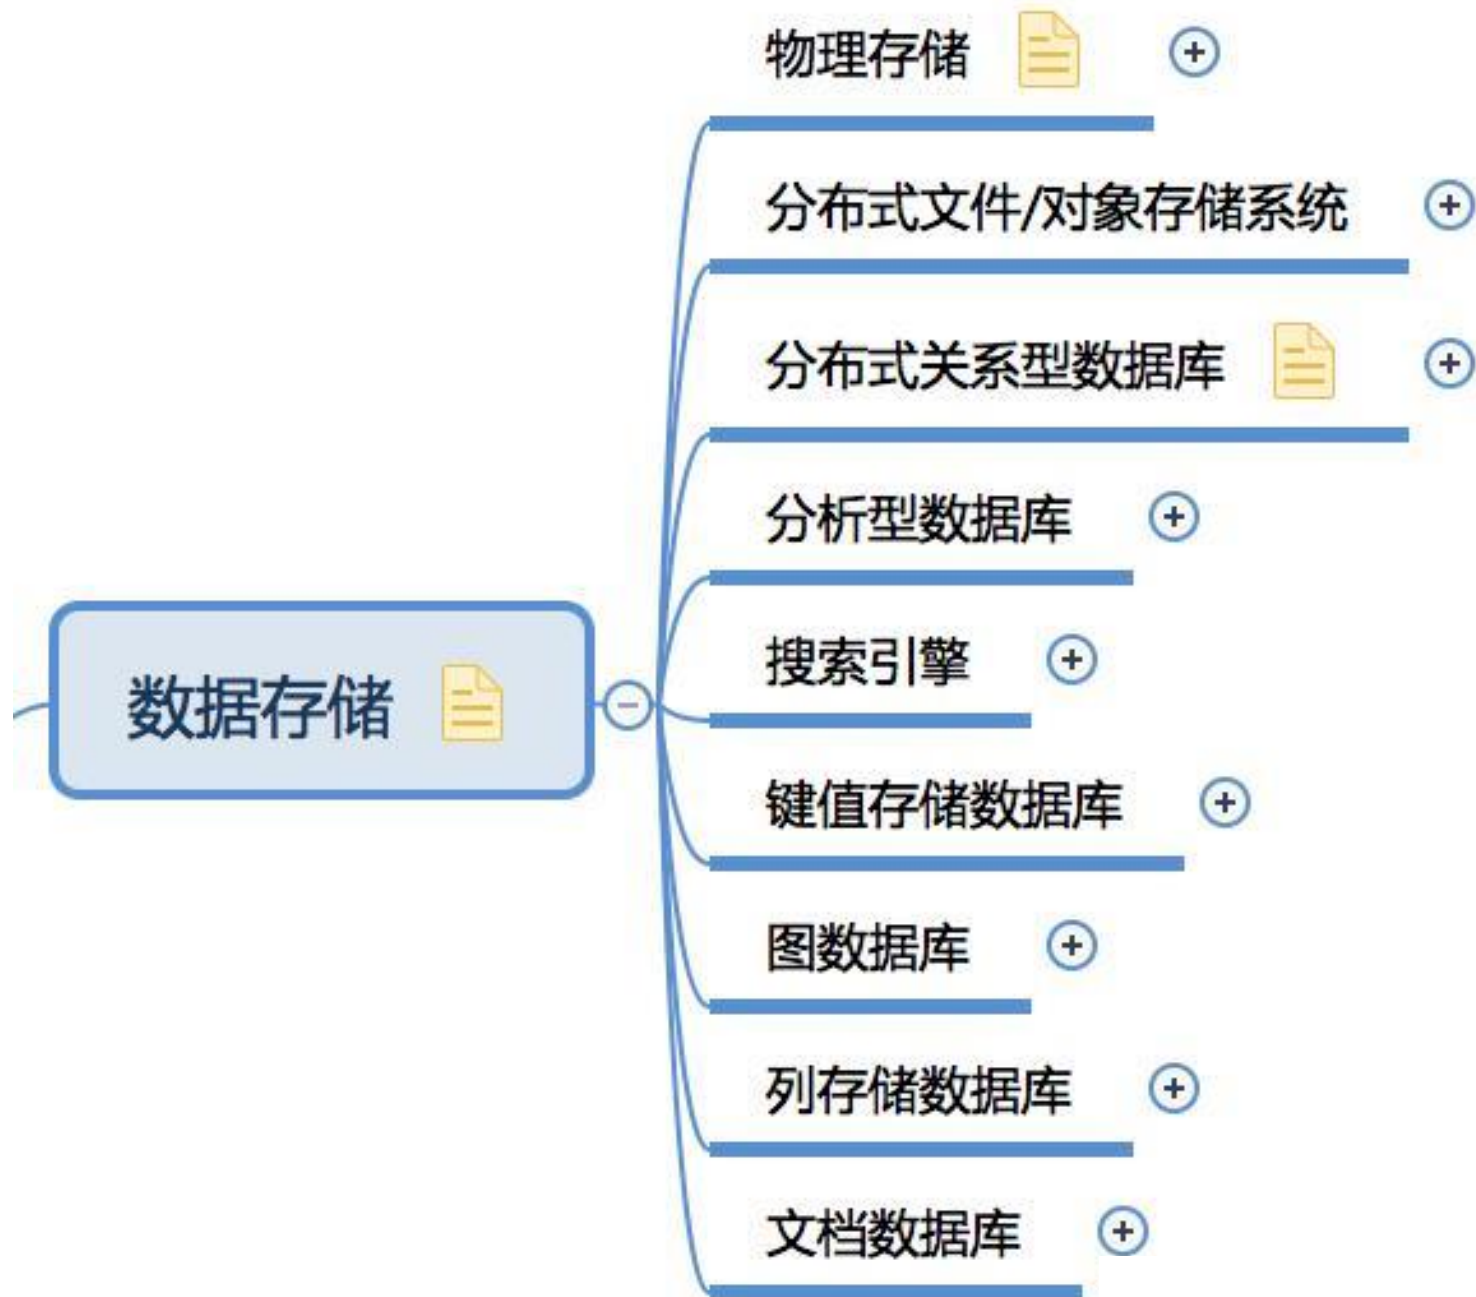 物理存储
分布式文件/对象存储系统
分布式关系型数据库
分析型数据库
搜索引擎
数据存储
键值存储数据库
图数据库
列存储数据库
文档数据库